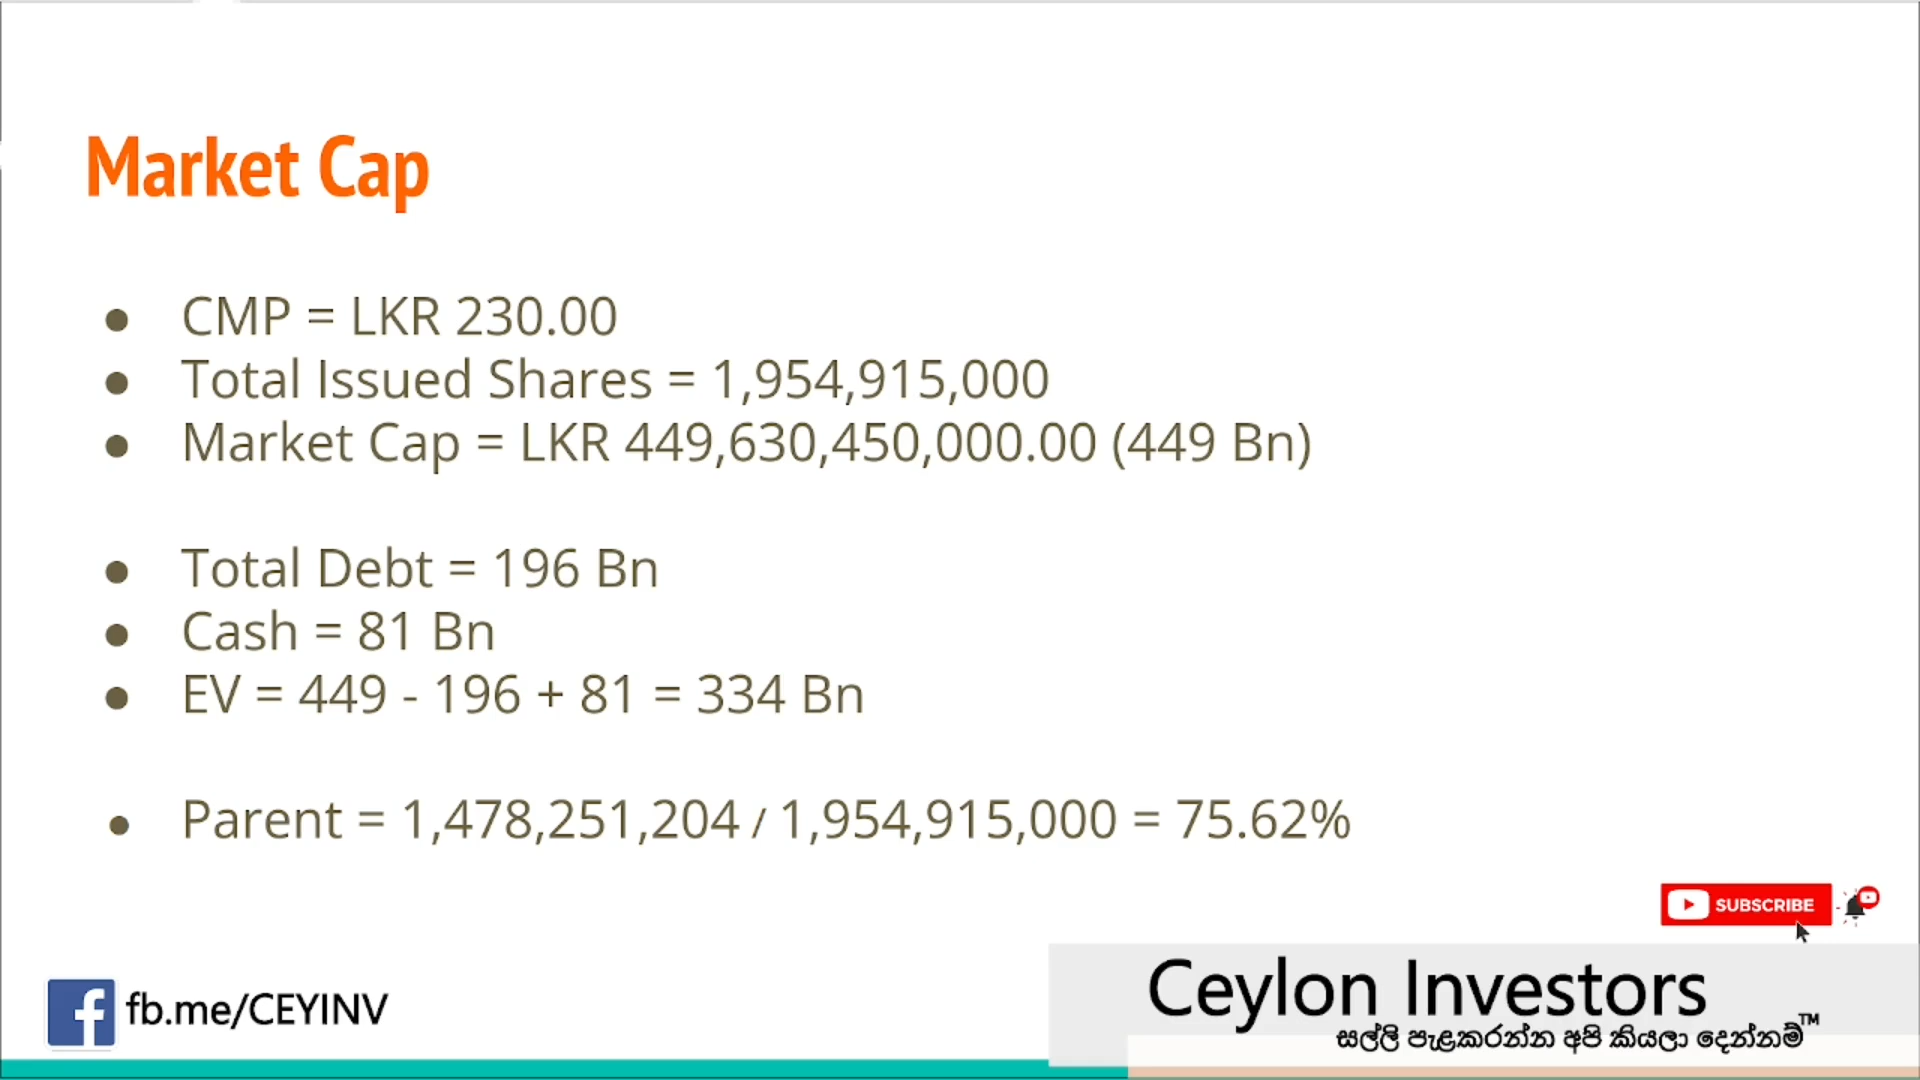 Market Cap
● CMP = LKR 230.00
● Total Issued Shares = 1,954,915,000
● Market Cap = LKR 449,630,450,000.00 (449 Bn)
● Total Debt = 196 Bn
● Cash = 81 Bn
● EV = 449 - 196 + 81 = 334 Bn
● Parent = 1,478,251,204 / 1,954,915,000 = 75.62%
SUBSCRIBE
fb.me/CEYINV
Ceylon Investors
සල්ලි පැළකරන්න අපි කියලා දෙන්නම් ™